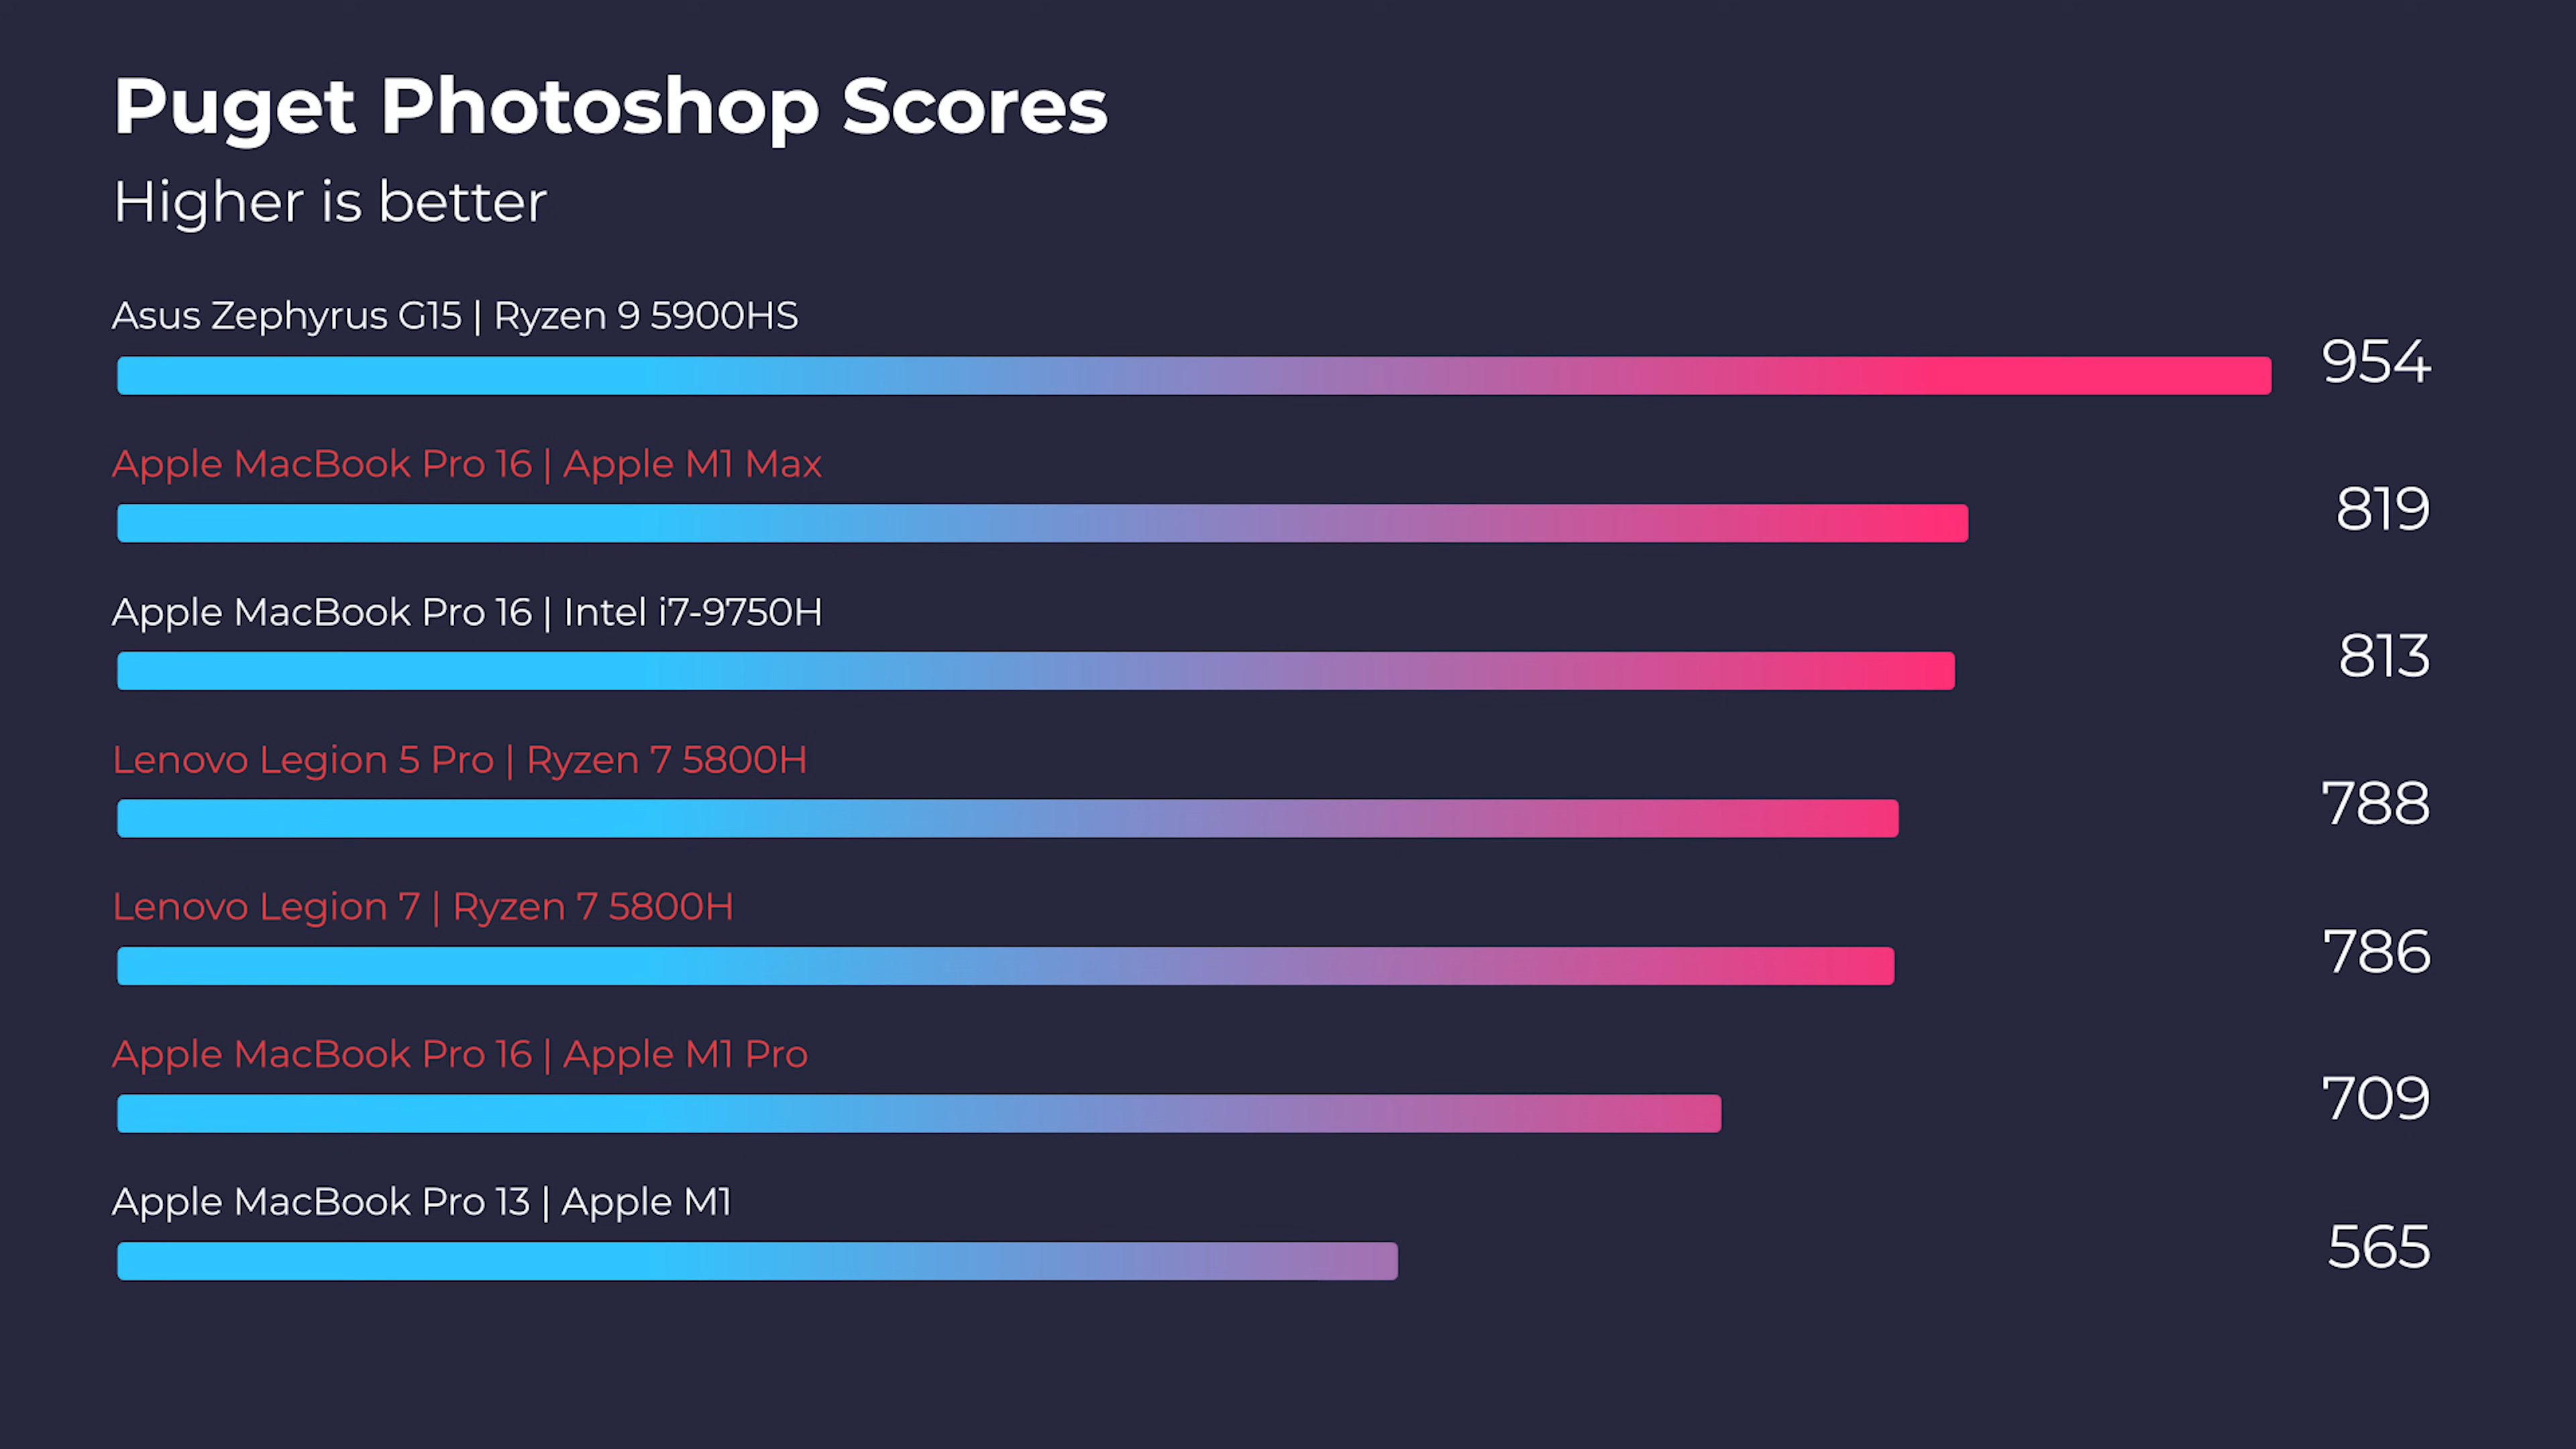 Puget Photoshop Scores
Higher is better
Asus Zephyrus G15 | Ryzen 9 5900HS
954
Apple MacBook Pro 16 | Apple M1 Max
819
Apple MacBook Pro 16 | Intel i7-9750H
813
Lenovo Legion 5 Pro | Ryzen 7 5800H
788
Lenovo Legion 7 | Ryzen 7 5800H
786
Apple MacBook Pro 16 | Apple M1 Pro
709
Apple MacBook Pro 13 | Apple M1
565